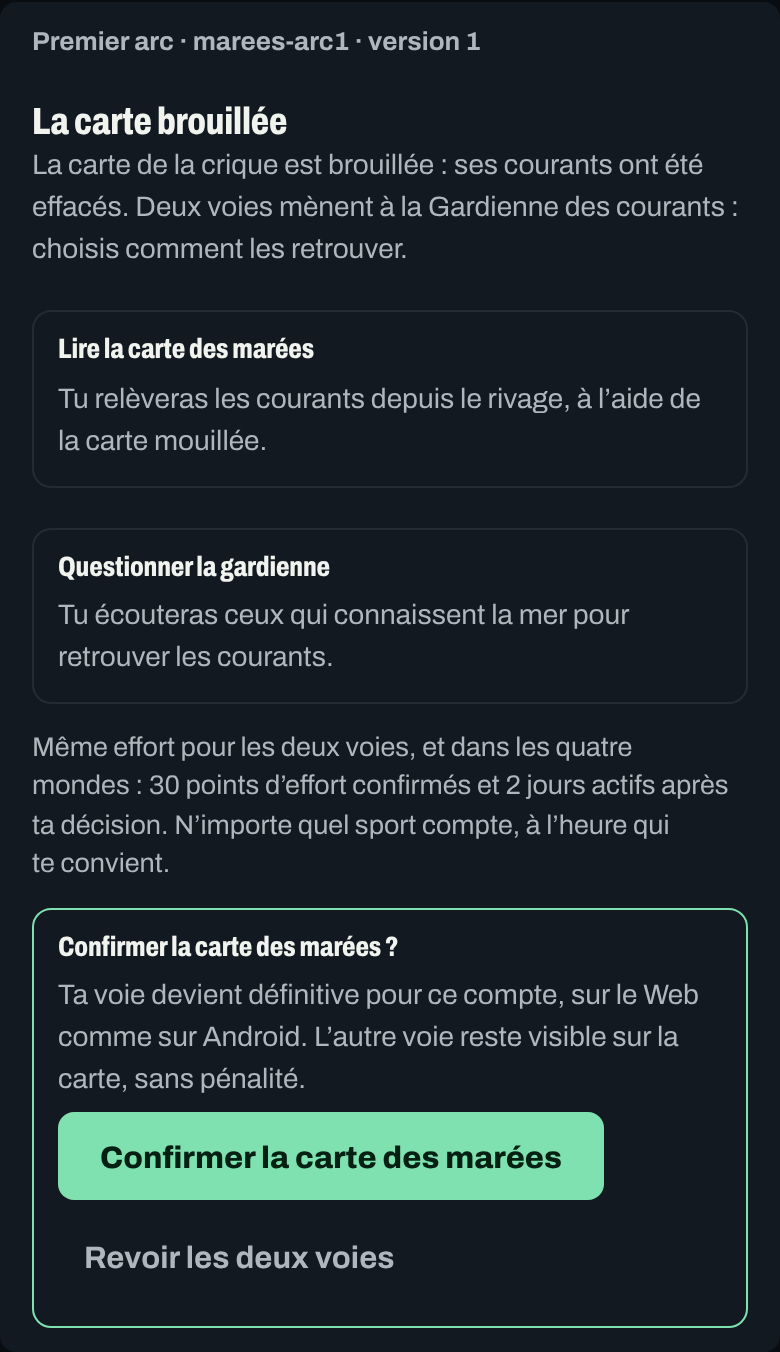 Premier arc · marees-arc1 · version 1
La carte brouillée
La carte de la crique est brouillée : ses courants ont été
effacés. Deux voies mènent à la Gardienne des courants :
choisis comment les retrouver.
Lire la carte des marées
Tu relèveras les courants depuis le rivage, à l’aide de
la carte mouillée.
Questionner la gardienne
Tu écouteras ceux qui connaissent la mer pour
retrouver les courants.
Même effort pour les deux voies, et dans les quatre
mondes : 30 points d’effort confirmés et 2 jours actifs après
ta décision. N’importe quel sport compte, à l’heure qui
te convient.
Confirmer la carte des marées ?
Ta voie devient définitive pour ce compte, sur le Web
comme sur Android. L’autre voie reste visible sur la
carte, sans pénalité.
Confirmer la carte des marées
Revoir les deux voies